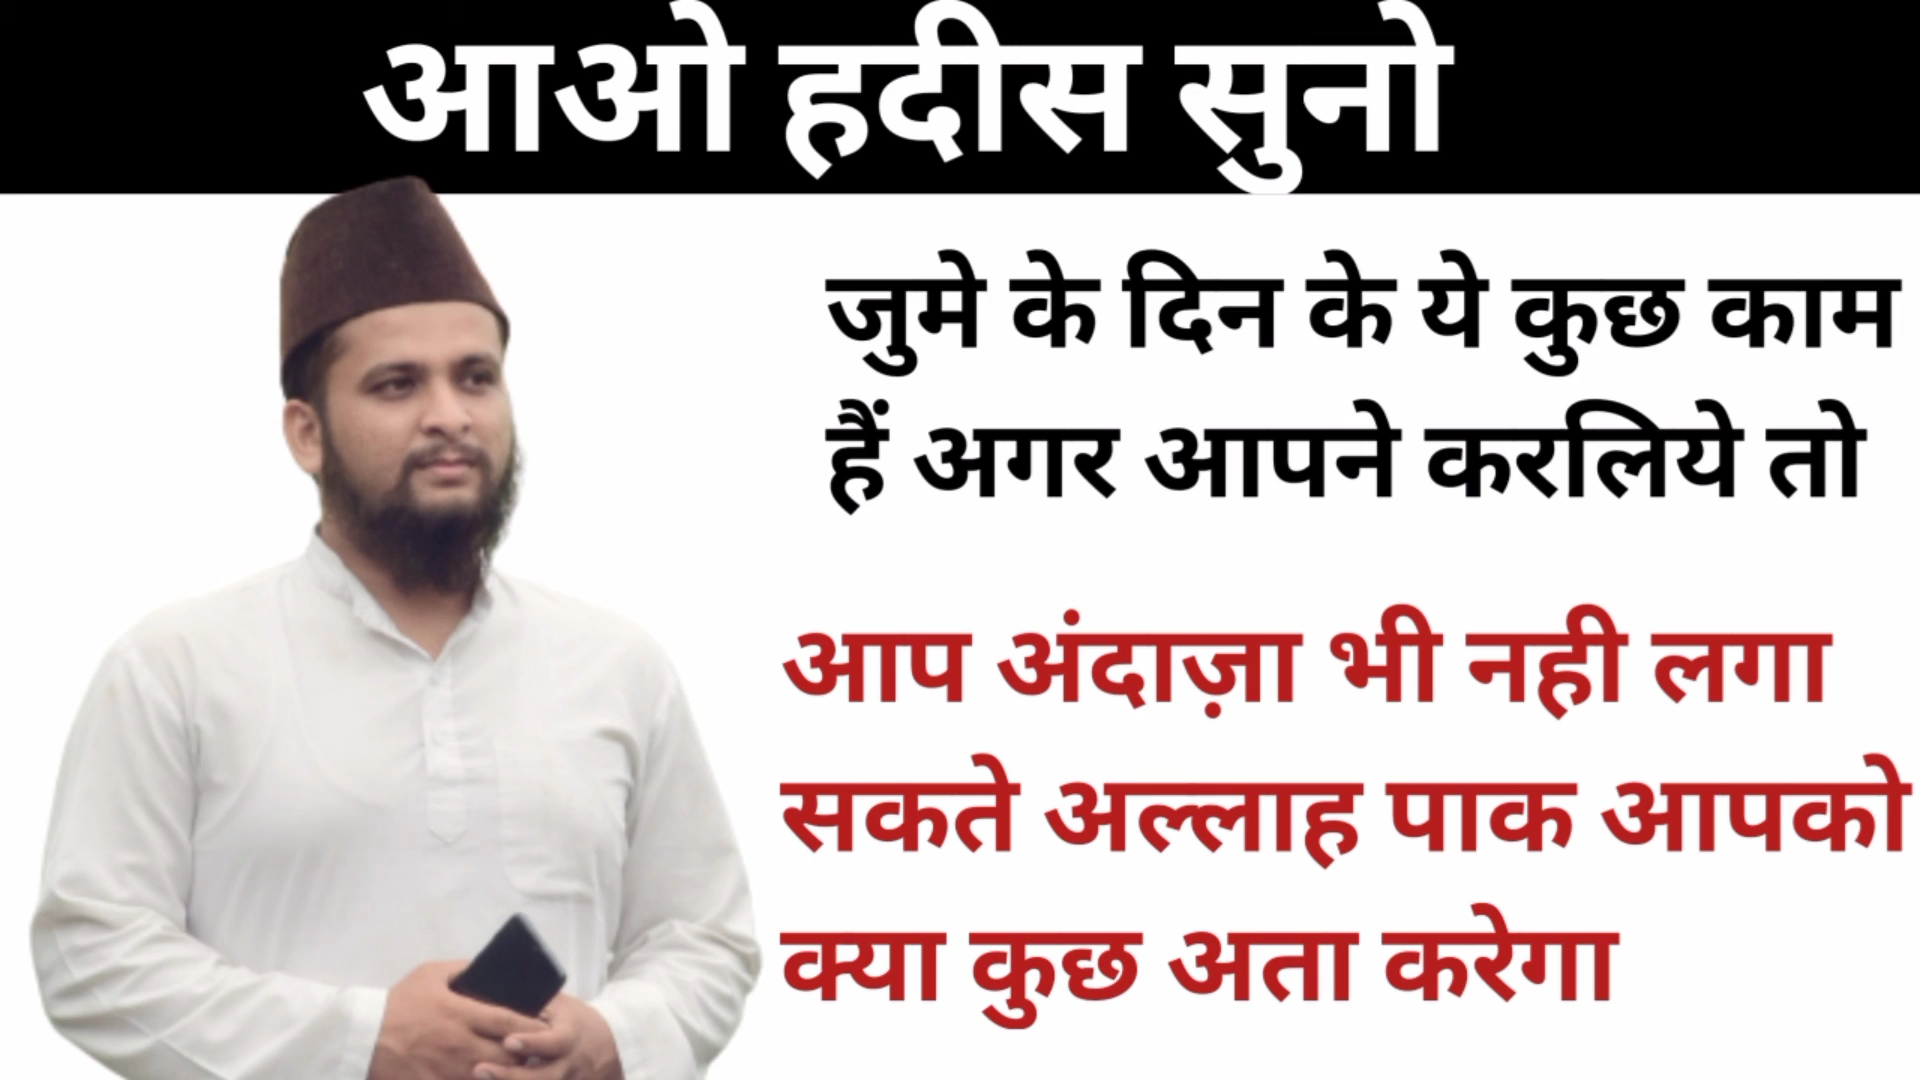 आओ हदीस सुनो
जुमे के दिन के ये कुछ काम
हैं अगर आपने करलिये तो
आप अंदाज़ा भी नही लगा
सकते अल्लाह पाक आपको
क्या कुछ अता करेगा